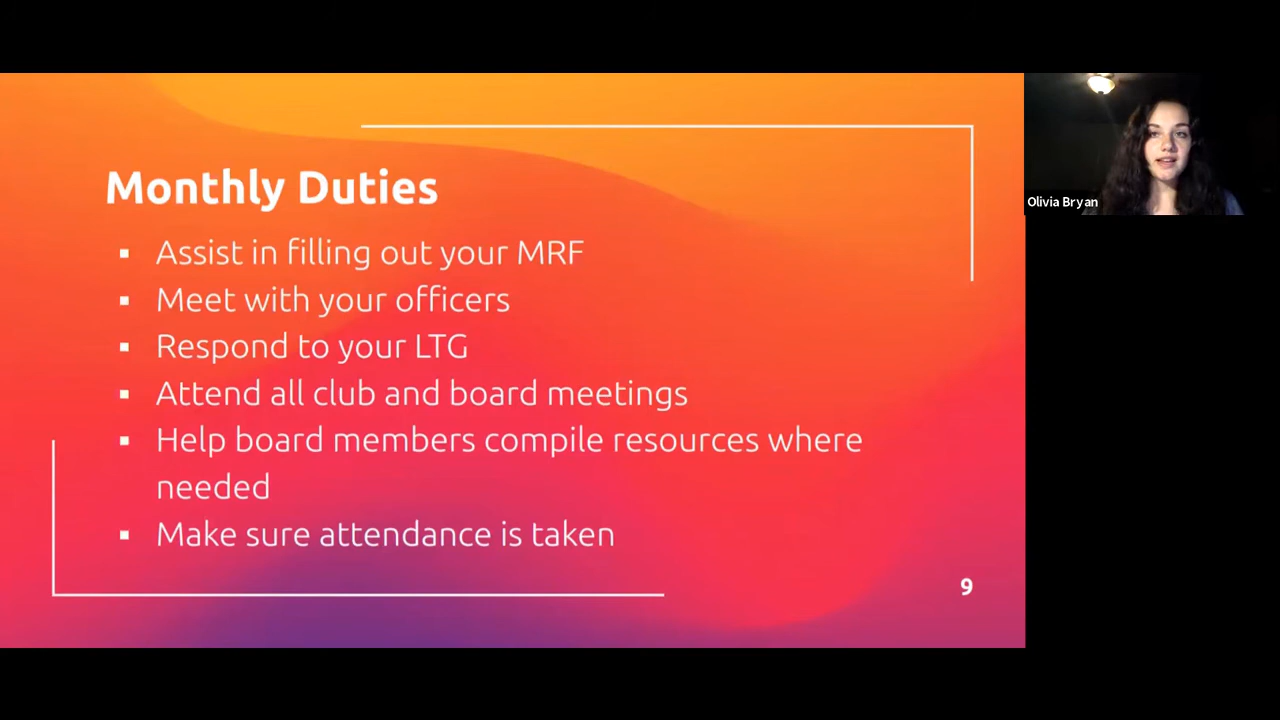 Monthly Duties
▪ Assist in filling out your MRF
▪ Meet with your officers
▪ Respond to your LTG
▪ Attend all club and board meetings
▪ Help board members compile resources where
needed
▪ Make sure attendance is taken
9
Olivia Bryan